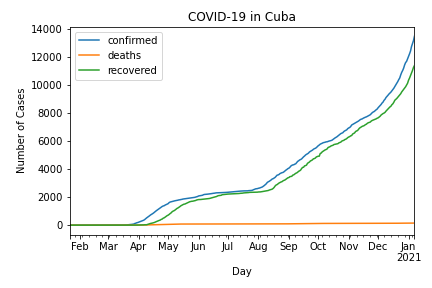 COVID-19 in Cuba
14000
12000
10000
8000
6000
4000
2000
0
Number of Cases
confirmed
deaths
recovered
Feb Mar Apr May Jun Jul Aug Sep Oct Nov Dec Jan
2021
Day